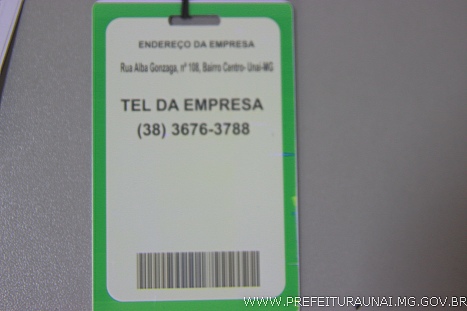 ENDEREÇO DA EMPRESA
Rua Alba Gonzaga, nº 108, Bairro Centro- Unaí-MG
TEL DA EMPRESA
(38) 3676-3788
WWW.PREFEITURAUNAI.MG.GOV.BR